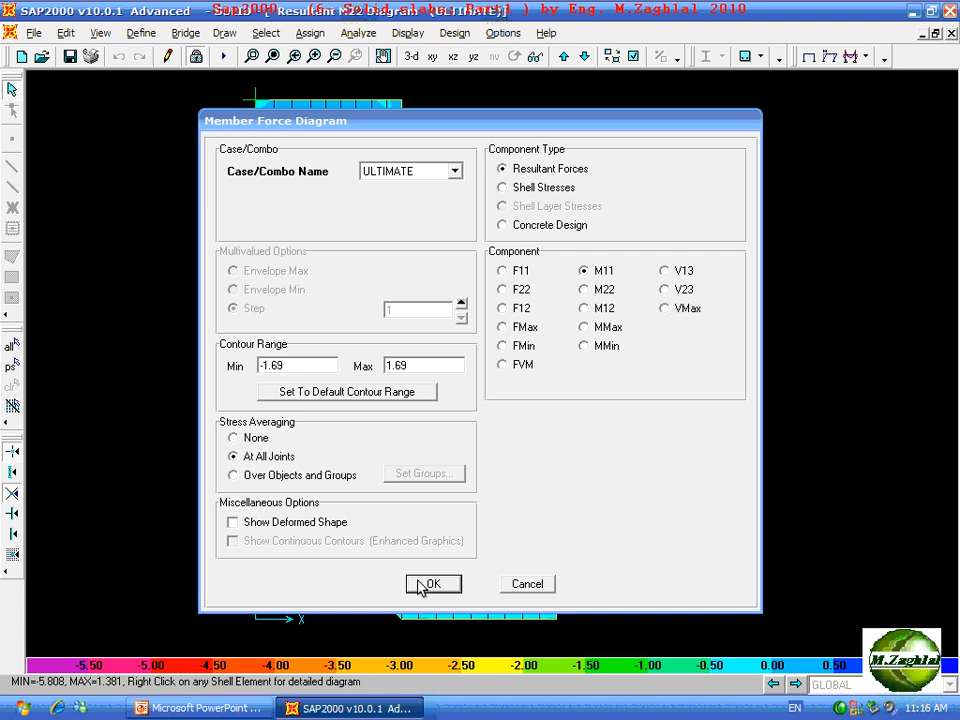 SAP2000 v10.0.1 Advanced
Sap2000 (6- Solid slabs Part1 ) by Eng. M.Zaghlal 2010
File Edit View Define Bridge Draw Select Assign Analyze Display Design Options Help
3-d xy xz yz nv
Member Force Diagram
Case/Combo
Case/Combo Name ULTIMATE
Multivalued Options
Envelope Max
Envelope Min
Step 1
Contour Range
Min -1.69 Max 1.69
Set To Default Contour Range
Stress Averaging
None
At All Joints
Over Objects and Groups Set Groups...
Miscellaneous Options
Show Deformed Shape
Show Continuous Contours (Enhanced Graphics)
Component Type
Resultant Forces
Shell Stresses
Shell Layer Stresses
Concrete Design
Component
F11 M11 V13
F22 M22 V23
F12 M12 VMax
FMax MMax
FMin MMin
FVM
OK Cancel
all
ps
clr
X
-5.50 -5.00 -4.50 -4.00 -3.50 -3.00 -2.50 -2.00 -1.50 -1.00 -0.50 0.00 0.50
MIN=-5.808, MAX=1.381, Right Click on any Shell Element for detailed diagram
GLOBAL
M.Zaghlal
Microsoft PowerPoint ...
SAP2000 v10.0.1 Ad...
EN
11:16 AM